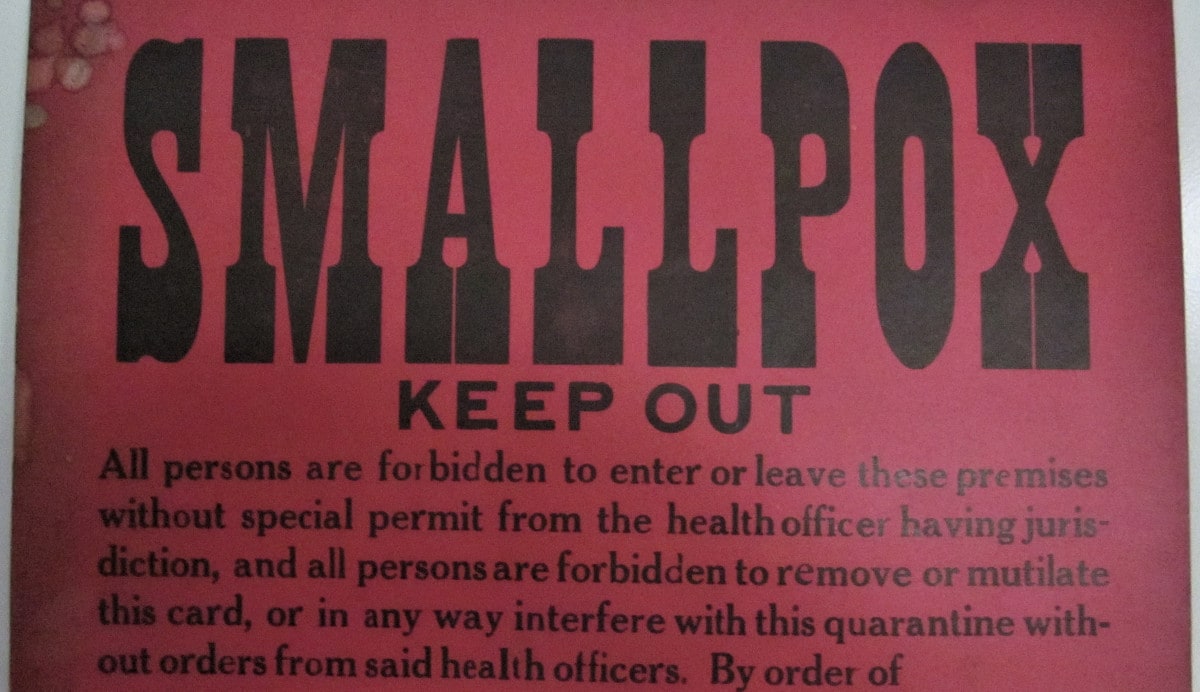 SMALLPOX
KEEP OUT
All persons are forbidden to enter or leave these premises
without special permit from the health officer having juris-
diction, and all persons are forbidden to remove or mutilate
this card, or in any way interfere with this quarantine with-
out orders from said health officers. By order of